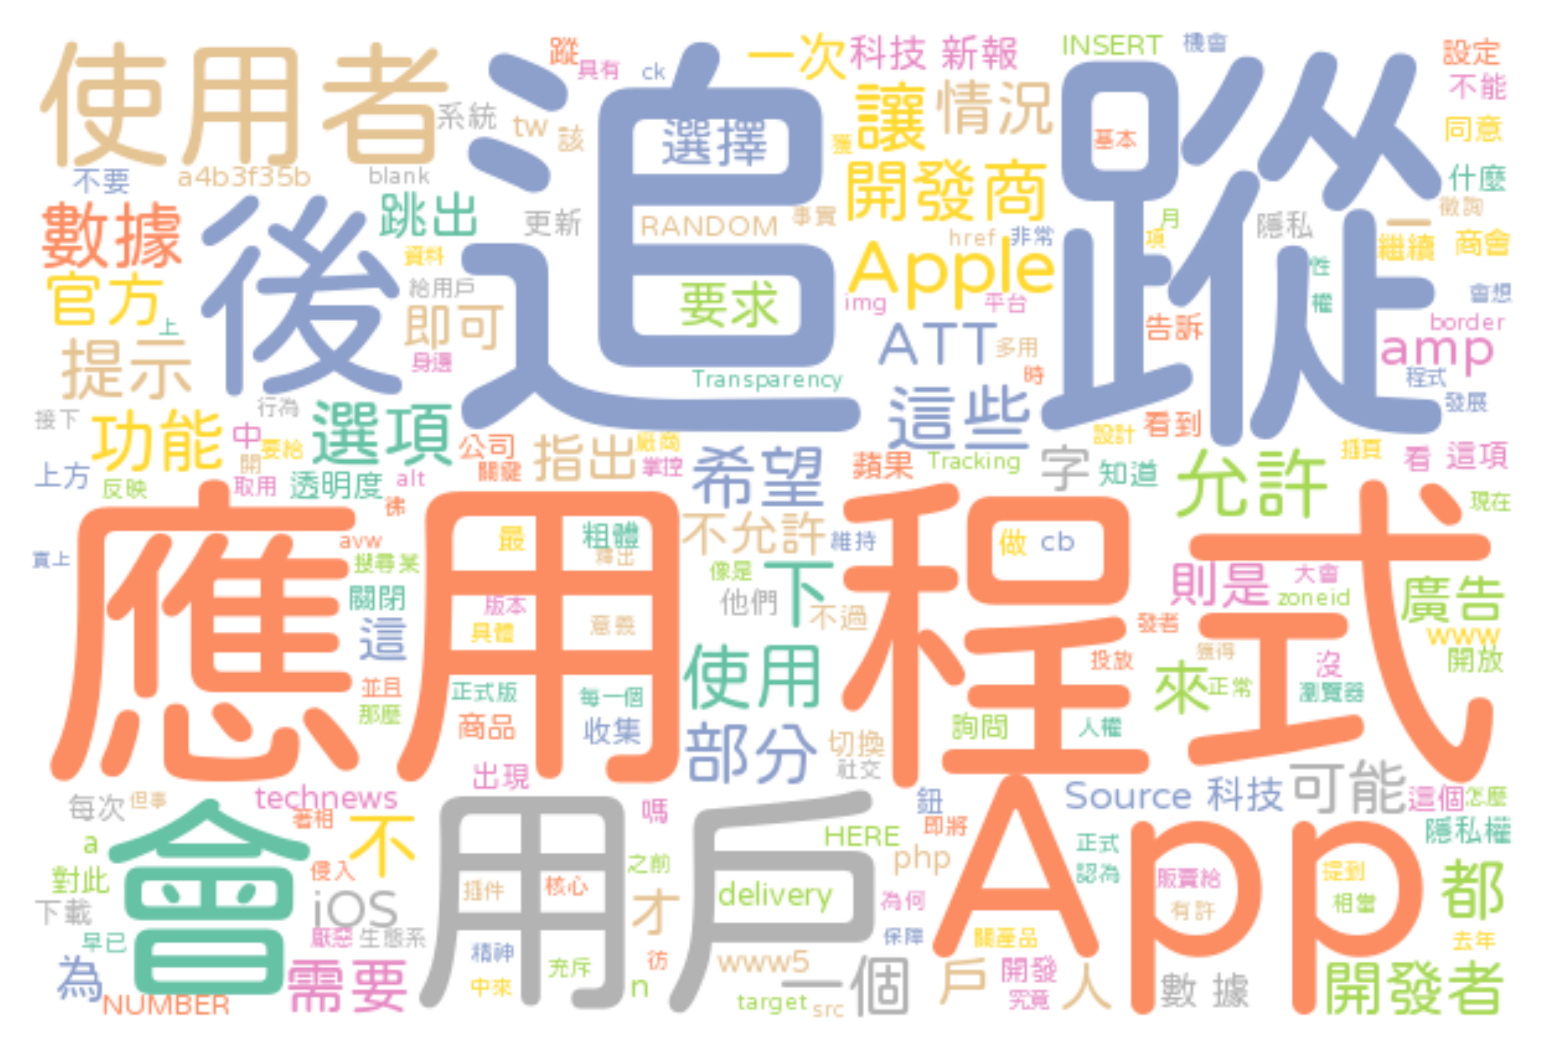 使用者
追蹤
蹤
具有
ck
一次
科技 新報
INSERT
機會
設定
不能
系統
tw
該
選擇
獲
讓
情況
基本
同意
不要
a4b3f35b
blank
開發商
什麼
數據
後
跳出
更新
RANDOM
事實
href
非常
月
項
隱私
一
徵詢
繼續
商會
官方
資料
給用戶
要求
Apple
img
平台
性
權
會想
上
即可
ATT
多用
告訴
border
提示
身邊
Transparency
時
amp
程式
接下
行為
這些
發展
功能
選項
中
要給
公司
指出
廠商
設計
看到
上方
開
關鍵
掌控
希望
蘋果
Tracking
字
知道
允許
插頁
看
這項
反映
取用
透明度
alt
現在
應用程式
彿
avw
最
粗體
釋出
不允許
維持
做
cb
實上
搜尋業
像是
下
則是
大會
關閉
版本
他們
不過
zoneid
廣告
這
具體
意義
發者
www
使用
投放
獲得
開放
並且
正式版
每一個
來
正常
沒
瀏覽器
那麼
商品
收集
部分
切換
詢問
人權
出現
社交
Source
科技
可能
每次
但事
technews
嗎
鈕
這個
怎麼
著相
不
HERE
即將
App
隱私權
a
會
用戶
之前
php
正式
對此
侵入
插件
核心
delivery
認為
販賣給
提到
都
下載
iOS
才
為何
有許
相當
早已
厭惡
生態系
精神
保障
關產品
去年
為
需要
充斥
彷
www5
戶
開發
人
數 據
開發者
NUMBER
中來
n
target
src
一個
究竟